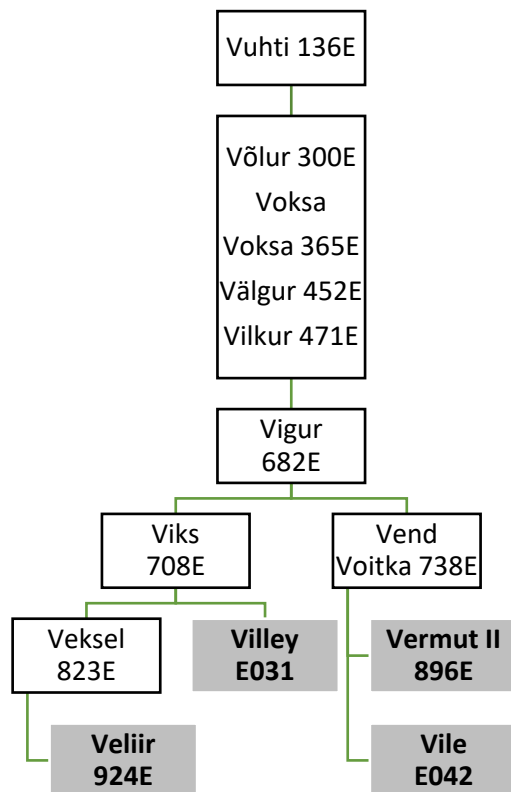 Vuhti 136E
Võlur 300E
Voksa
Voksa 365E
Välgur 452E
Vilkur 471E
Vigur
682E
Viks
708E
Vend
Voitka 738E
Veksel
823E
Villey
E031
Vermut II
896E
Veliir
924E
Vile
E042